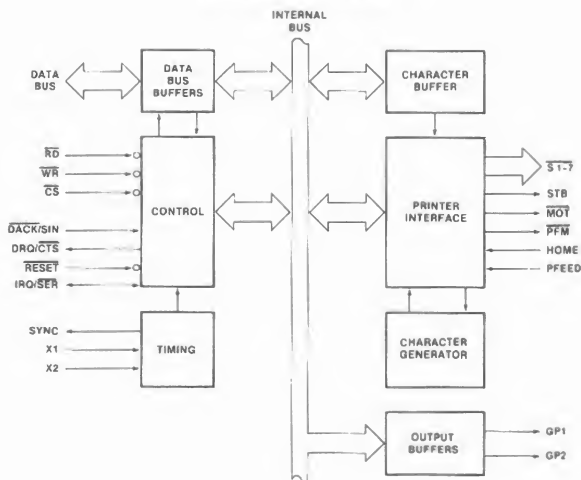 INTERNAL
BUS
DATA
BUS
DATA
BUS
BUFFERS
CHARACTER
BUFFER
RD
WR
CS
DACK/SIN
DRQ/CTS
RESET
IRQ/SER
CONTROL
PRINTER
INTERFACE
S1-7
STB
MOT
PFM
HOME
PFEED
SYNC
X1
X2
TIMING
CHARACTER
GENERATOR
OUTPUT
BUFFERS
GP1
GP2